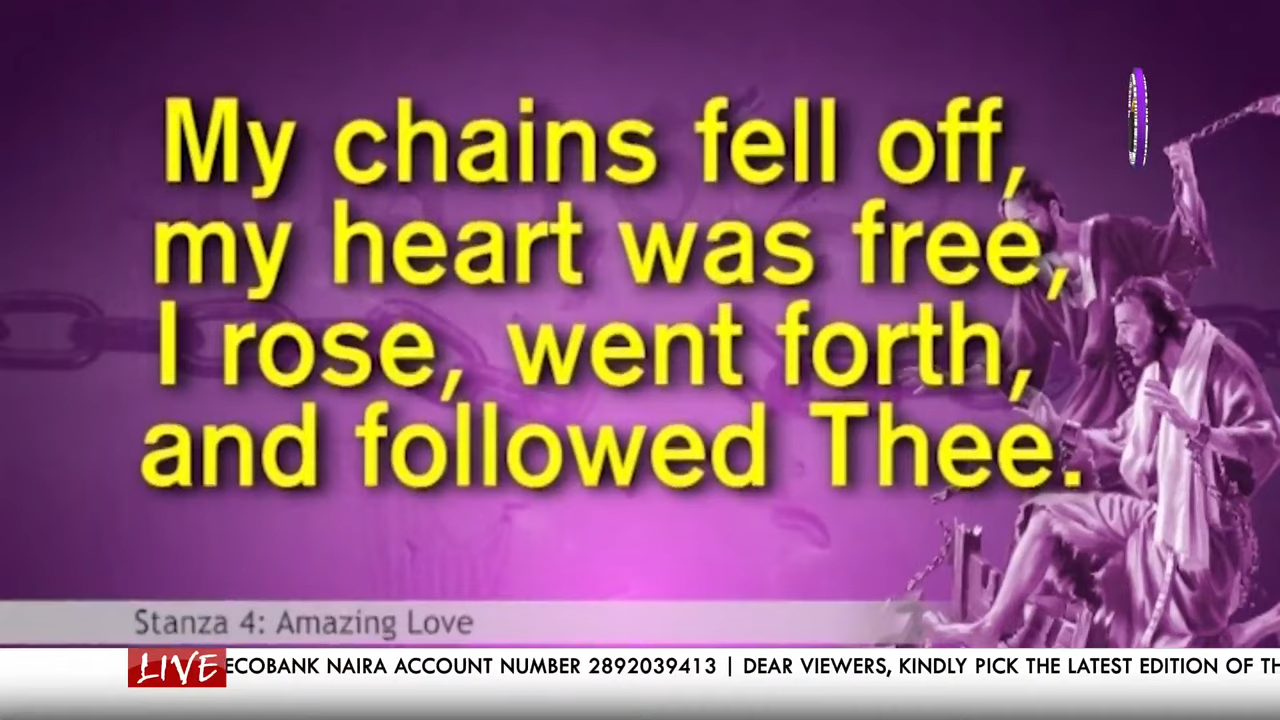 My chains fell off,
my heart was free,
I rose, went forth,
and followed Thee.
Stanza 4: Amazing Love
LIVE ECOBANK NAIRA ACCOUNT NUMBER 2892039413 | DEAR VIEWERS, KINDLY PICK THE LATEST EDITION OF